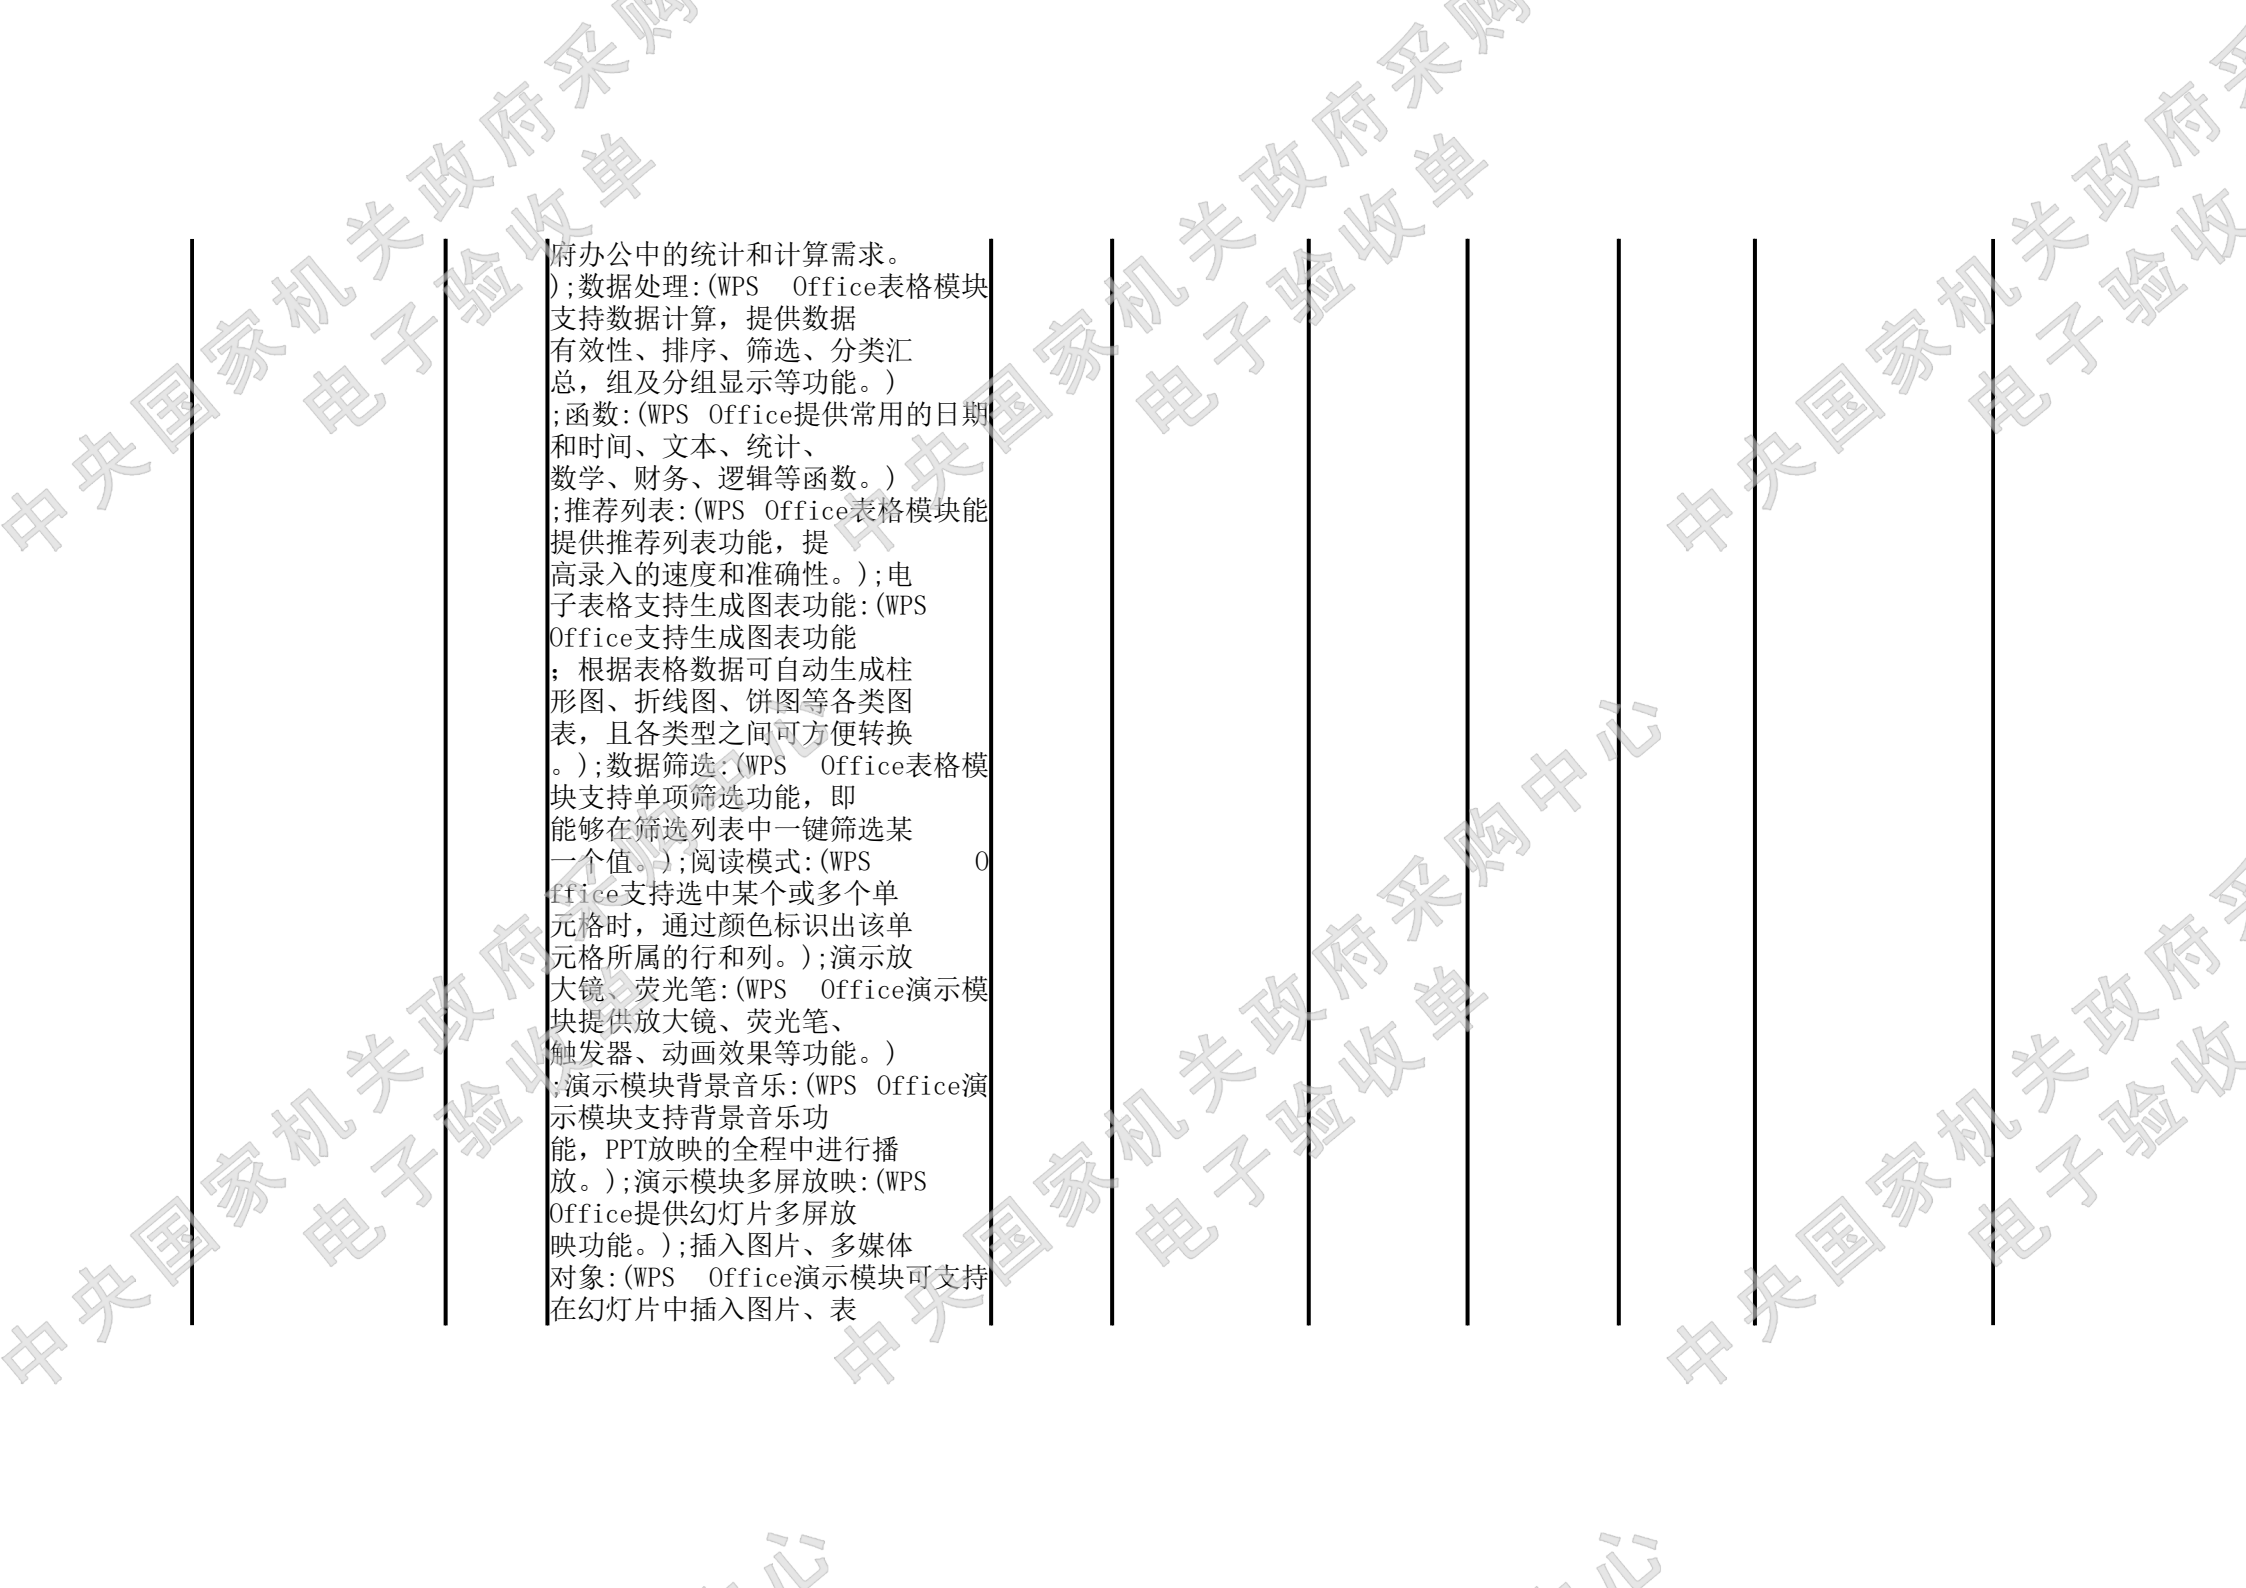 府办公中的统计和计算需求。
);数据处理:(WPS  Office表格模块
支持数据计算，提供数据
有效性、排序、筛选、分类汇
总，组及分组显示等功能。)
;函数:(WPS Office提供常用的日期
和时间、文本、统计、
数学、财务、逻辑等函数。)
;推荐列表:(WPS Office表格模块能
提供推荐列表功能，提
高录入的速度和准确性。);电
子表格支持生成图表功能:(WPS
Office支持生成图表功能
；根据表格数据可自动生成柱
形图、折线图、饼图等各类图
表，且各类型之间可方便转换
。);数据筛选:(WPS  Office表格模
块支持单项筛选功能，即
能够在筛选列表中一键筛选某
一个值。);阅读模式:(WPS       O
ffice支持选中某个或多个单
元格时，通过颜色标识出该单
元格所属的行和列。);演示放
大镜、荧光笔:(WPS  Office演示模
块提供放大镜、荧光笔、
触发器、动画效果等功能。)
;演示模块背景音乐:(WPS Office演
示模块支持背景音乐功
能，PPT放映的全程中进行播
放。);演示模块多屏放映:(WPS
Office提供幻灯片多屏放
映功能。);插入图片、多媒体
对象:(WPS  Office演示模块可支持
在幻灯片中插入图片、表
中央国家机关政府采购中心
电子验收单